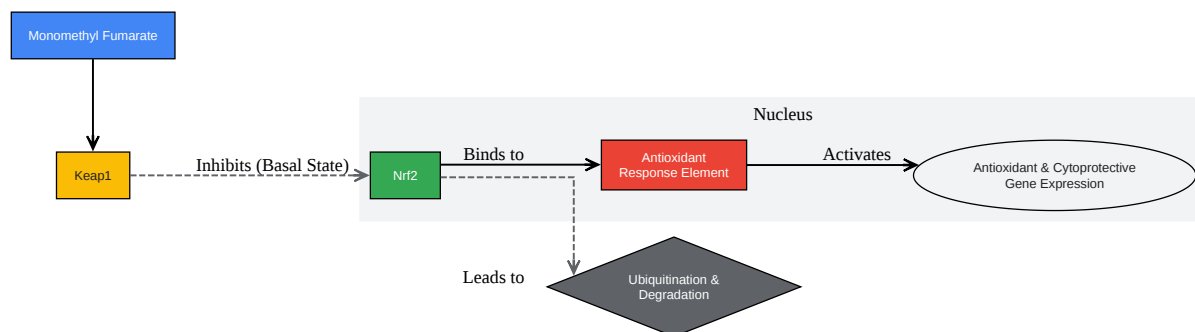 Monomethyl Fumarate
Nucleus
Keap1
Inhibits (Basal State)
Nrf2
Binds to
Antioxidant
Response Element
Activates
Antioxidant & Cytoprotective
Gene Expression
Leads to
Ubiquitination &
Degradation